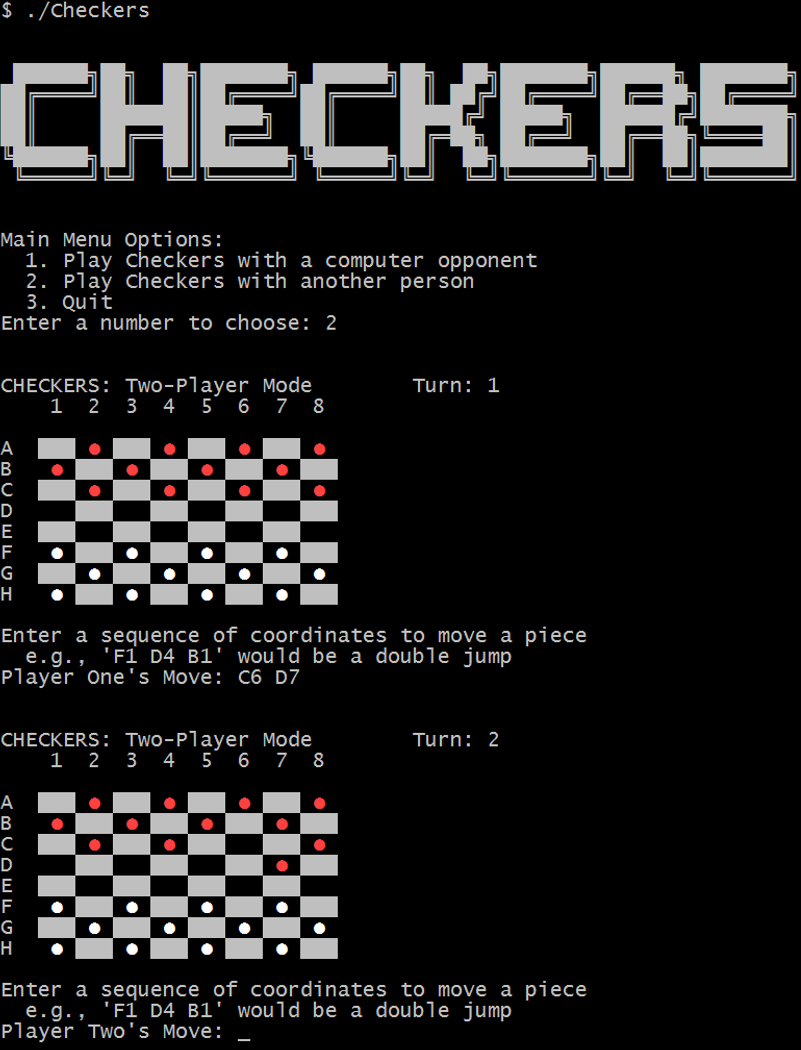 $ ./Checkers
CHECKERS
Main Menu Options:
1. Play Checkers with a computer opponent
2. Play Checkers with another person
3. Quit
Enter a number to choose: 2
CHECKERS: Two-Player Mode Turn: 1
1 2 3 4 5 6 7 8
A
B
C
D
E
F
G
H
Enter a sequence of coordinates to move a piece
e.g., 'F1 D4 B1' would be a double jump
Player One's Move: C6 D7
CHECKERS: Two-Player Mode Turn: 2
1 2 3 4 5 6 7 8
A
B
C
D
E
F
G
H
Enter a sequence of coordinates to move a piece
e.g., 'F1 D4 B1' would be a double jump
Player Two's Move: _